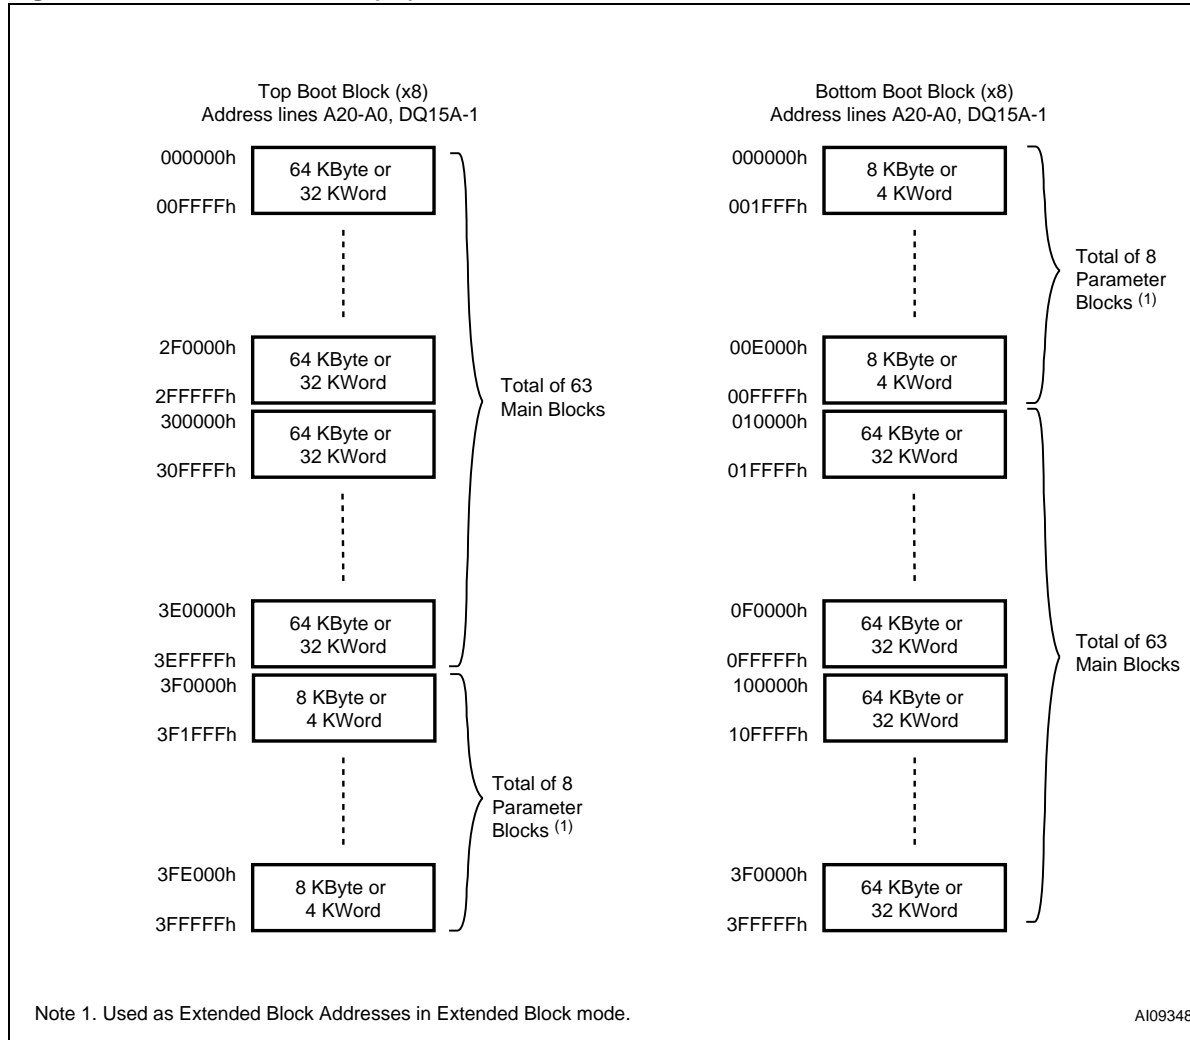 Top Boot Block (x8)
Address lines A20-A0, DQ15A-1
000000h
64 KByte or
32 KWord
00FFFFh
2F0000h
64 KByte or
32 KWord
2FFFFFh
300000h
64 KByte or
32 KWord
30FFFFh
Total of 63
Main Blocks
3E0000h
64 KByte or
32 KWord
3EFFFFh
3F0000h
8 KByte or
4 KWord
3F1FFFh
Total of 8
Parameter
Blocks (1)
3FE000h
8 KByte or
4 KWord
3FFFFFh
Bottom Boot Block (x8)
Address lines A20-A0, DQ15A-1
000000h
8 KByte or
4 KWord
001FFFh
Total of 8
Parameter
Blocks (1)
00E000h
8 KByte or
4 KWord
00FFFFh
010000h
64 KByte or
32 KWord
01FFFFh
0F0000h
64 KByte or
32 KWord
0FFFFFh
Total of 63
Main Blocks
100000h
64 KByte or
32 KWord
10FFFFh
3F0000h
64 KByte or
32 KWord
3FFFFFh
Note 1. Used as Extended Block Addresses in Extended Block mode.
AI09348